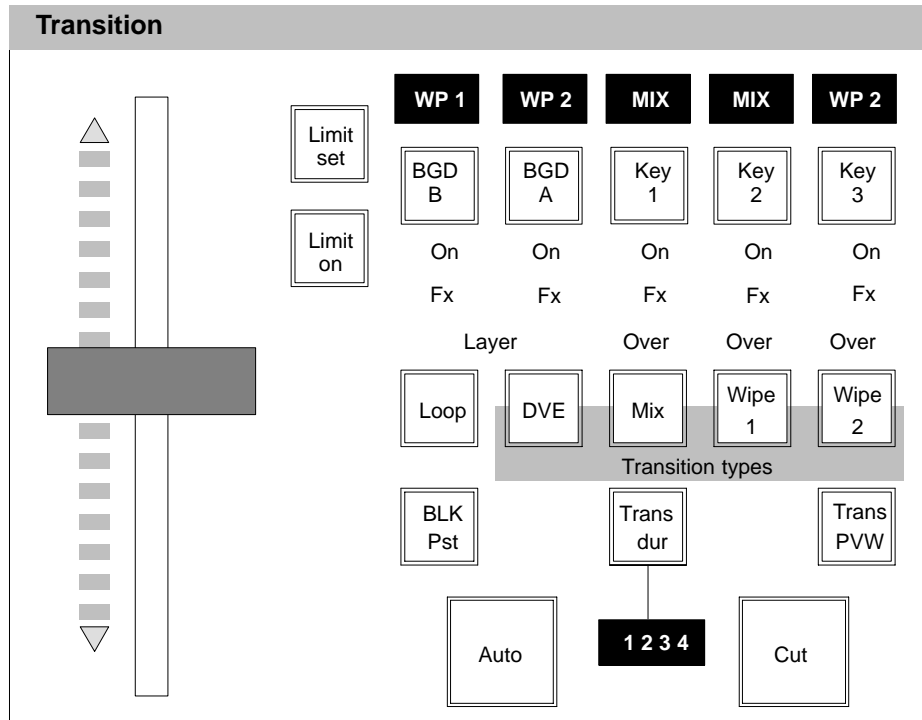 Transition
WP 1 WP 2 MIX MIX WP 2
Limit
set
BGD
B
BGD
A
Key
1
Key
2
Key
3
Limit
on
On On On On On
Fx Fx Fx Fx Fx
Layer Over Over Over
Loop
DVE
Mix
Wipe
1
Wipe
2
Transition types
BLK
Pst
Trans
dur
Trans
PVW
Auto
1 2 3 4
Cut